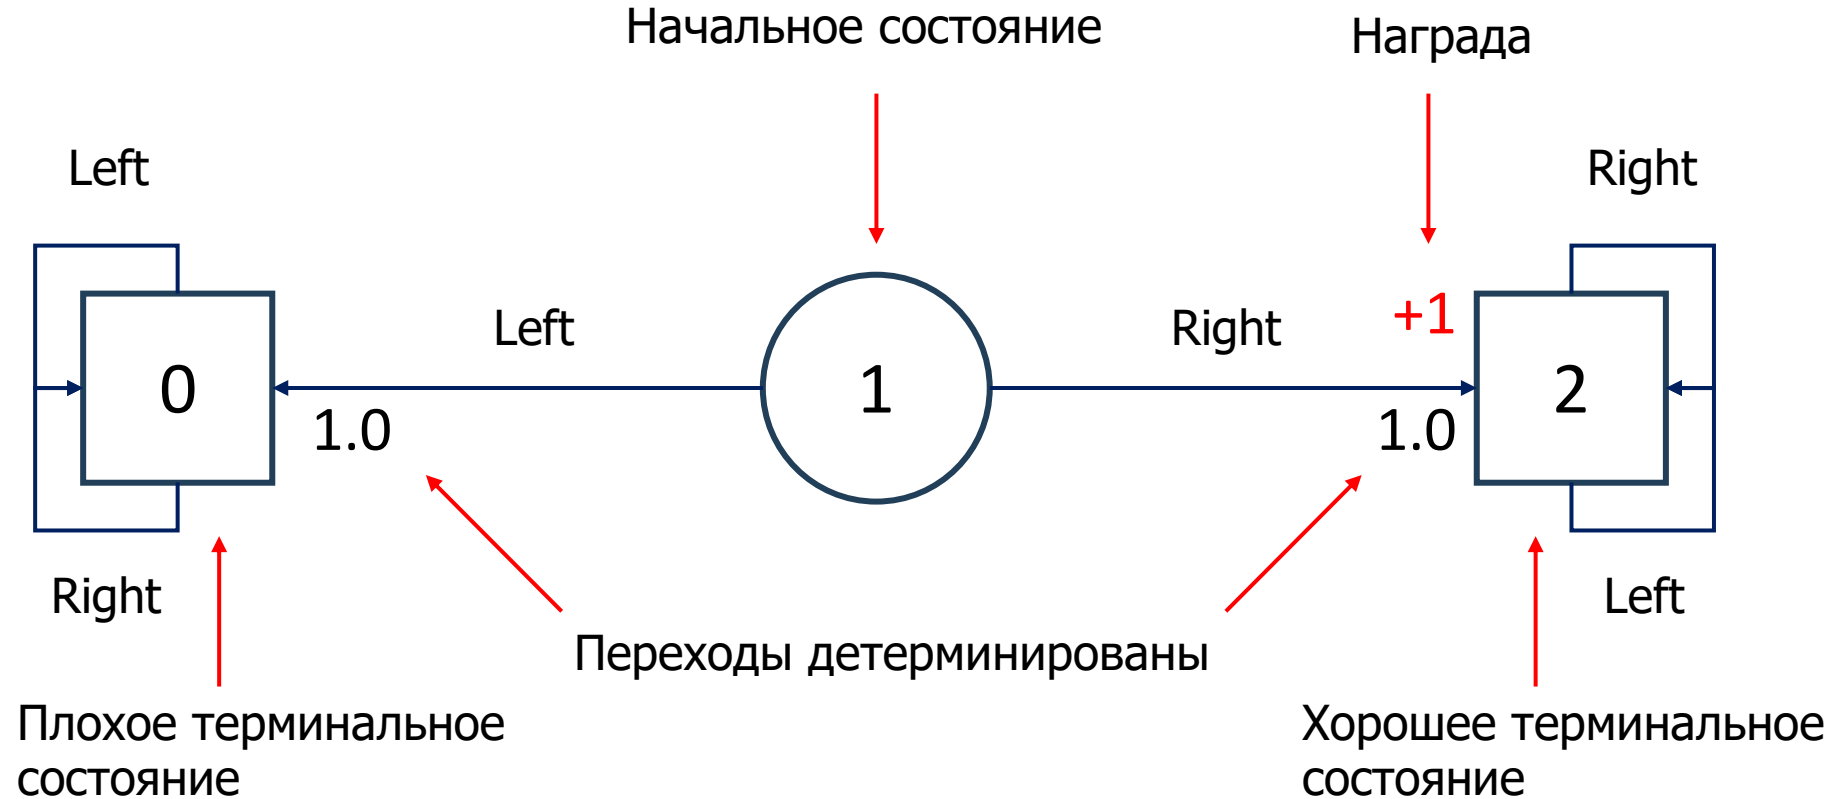 Начальное состояние
Награда
Left
Right
Left
Right
+1
0
1
2
1.0
1.0
Right
Left
Переходы детерминированы
Плохое терминальное
состояние
Хорошее терминальное
состояние